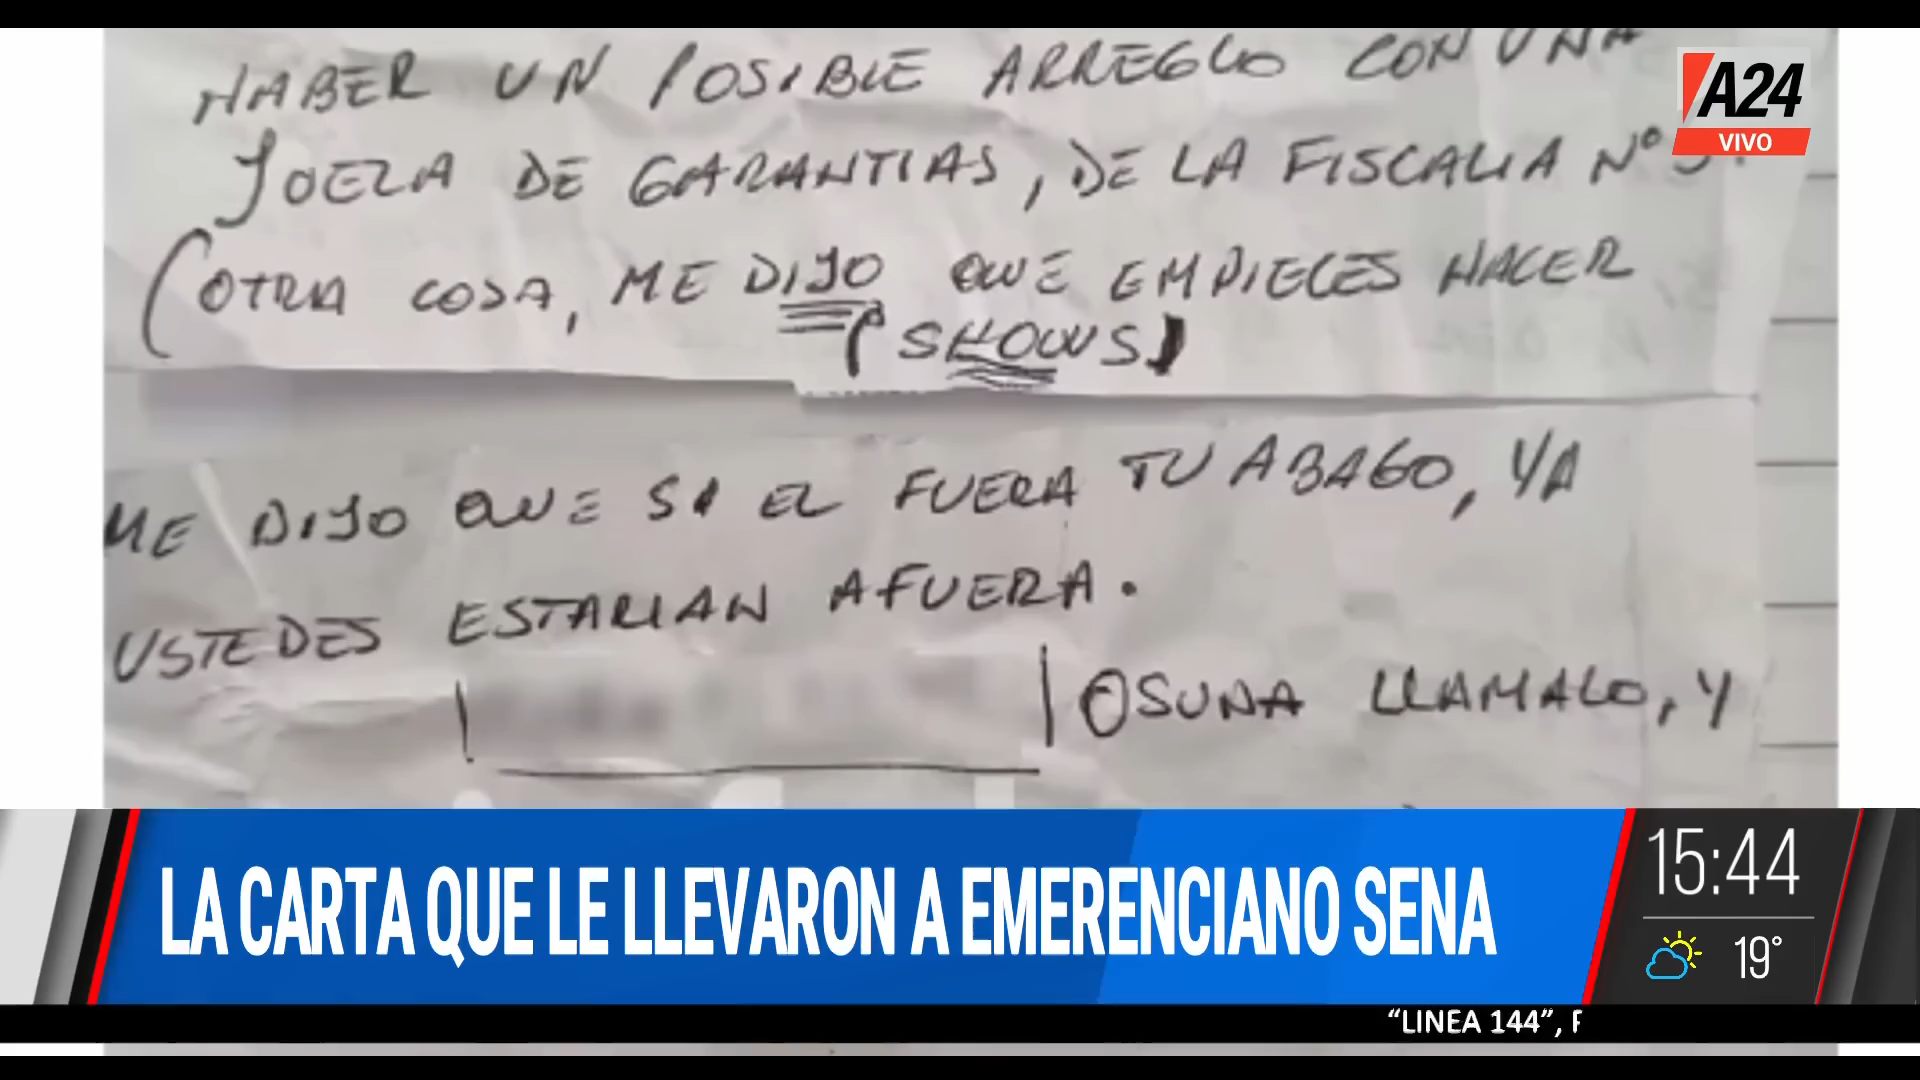 HABER UN POSIBLE ARREGLO CON UNA
JUEZA DE GARANTIAS, DE LA FISCALIA Nº
(OTRA COSA, ME DIJO QUE EMPIECES HACER
(SHOWS)
ME DIJO QUE SI EL FUERA TU ABAGO, YA
USTEDES ESTARIAN AFUERA.
OSUNA LLAMALO, Y
A24
VIVO
LA CARTA QUE LE LLEVARON A EMERENCIANO SENA
15:44
19°
“LINEA 144”, F